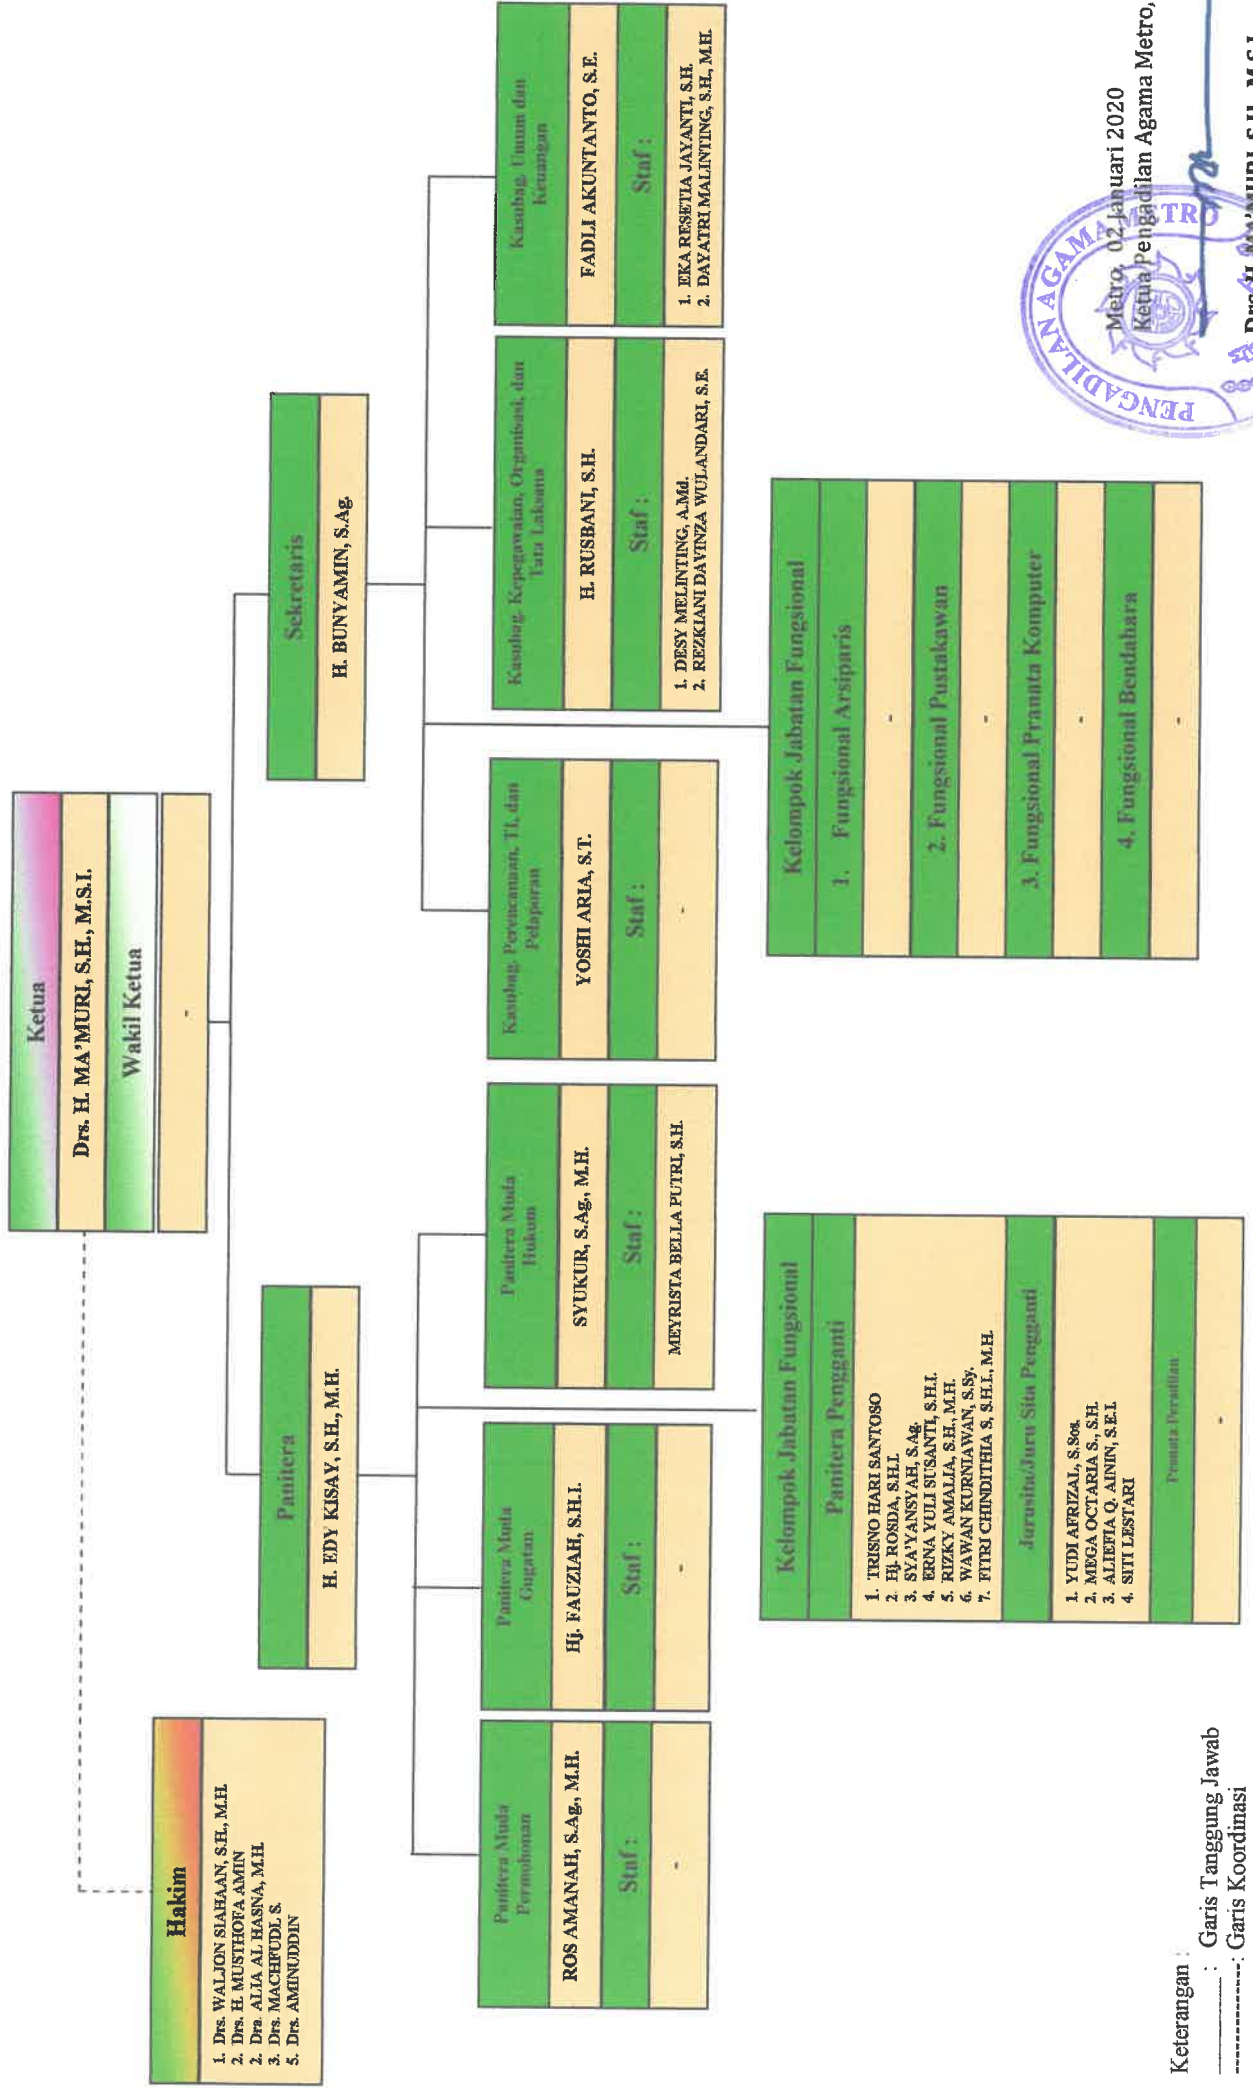 Ketua
Drs. H. MA'MURI, S.H., M.S.I.
Wakil Ketua
-
Hakim
1. Drs. WALJON SIAHAAN, S.H., M.H.
2. Drs. H. MUSTHOFA AMIN
2. Dra. ALIA AL HASNA, M.H.
3. Drs. MACHFUDL S.
5. Drs. AMINUDDIN
Panitera
H. EDY KISAY, S.H., M.H.
Sekretaris
H. BUNYAMIN, S.Ag.
Panitera Muda
Permohonan
ROS AMANAH, S.Ag., M.H.
Staf :
-
Panitera Muda
Gugatan
Hj. FAUZIAH, S.H.I.
Staf :
-
Panitera Muda
Hukum
SYUKUR, S.Ag., M.H.
Staf :
MEYRISTA BELLA PUTRI, S.H.
Kasubag. Perencanaan, TI, dan
Pelaporan
YOSHI ARIA, S.T.
Staf :
-
Kasubag. Kepegawaian, Organisasi, dan
Tata Laksana
H. RUSBANI, S.H.
Staf :
1. DESY MELINTING, A.Md.
2. REZKIANI DAVINZA WULANDARI, S.E.
Kasubag. Umum dan
Keuangan
FADLI AKUNTANTO, S.E.
Staf :
1. EKA RESETIA JAYANTI, S.H.
2. DAYATRI MALINTING, S.H., M.H.
Kelompok Jabatan Fungsional
Panitera Pengganti
1. TRISNO HARI SANTOSO
2. Hj. ROSDA, S.H.I.
3. SYA'YANSYAH, S.Ag.
4. ERNA YULI SUSANTI, S.H.I.
5. RIZKY AMALIA, S.H., M.H.
6. WAWAN KURNIAWAN, S.Sy.
7. FITRI CHINDITHIA S, S.H.I., M.H.
Jurusita/Juru Sita Pengganti
1. YUDI AFRIZAL, S.Sos.
2. MEGA OCTARIA S., S.H.
3. ALIEFIA Q. AININ, S.E.I.
4. SITI LESTARI
Pranata Peradilan
-
Kelompok Jabatan Fungsional
1. Fungsional Arsiparis
-
2. Fungsional Pustakawan
-
3. Fungsional Pranata Komputer
-
4. Fungsional Bendahara
-
Keterangan :
________ : Garis Tanggung Jawab
------------: Garis Koordinasi
Metro, 02 Januari 2020
Ketua Pengadilan Agama Metro,
PENGADILAN AGAMA METRO
Drs. H. MA'MURI, S.H., M.S.I.